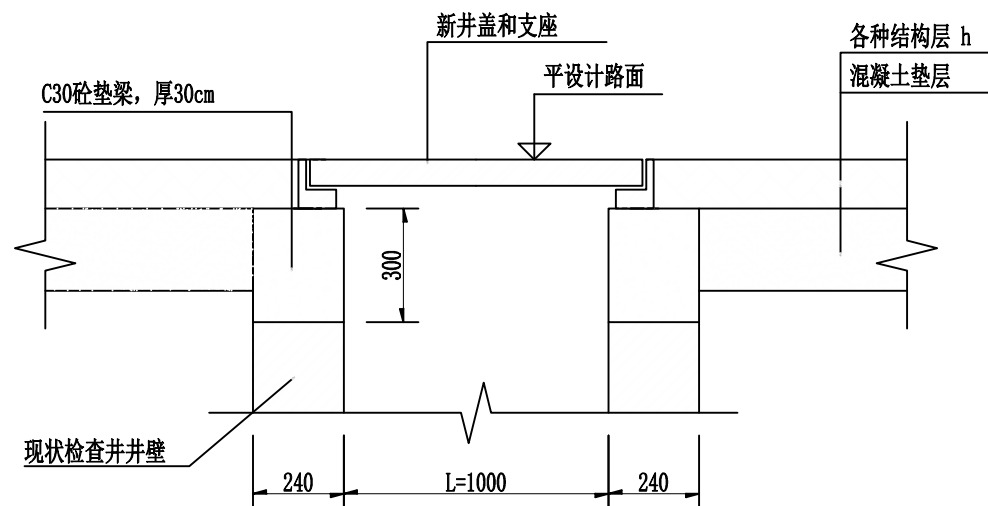 新井盖和支座
各种结构层 h
平设计路面
混凝土垫层
C30砼垫梁，厚30cm
300
现状检查井井壁
240
L=1000
240